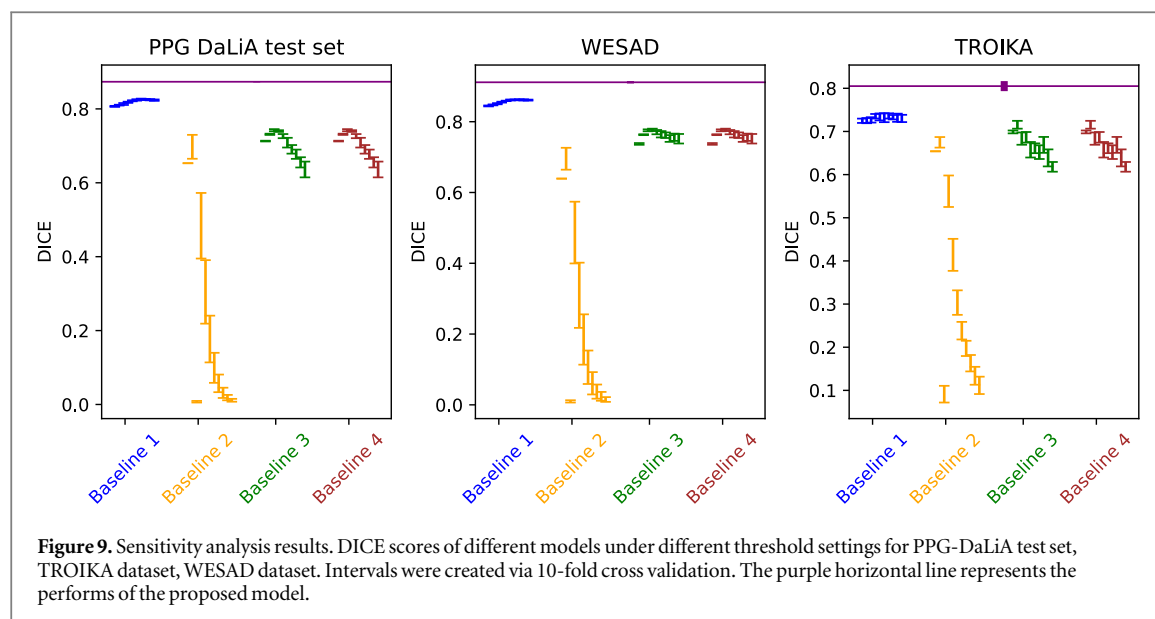 PPG DaLiA test set
DICE
0.8
0.6
0.4
0.2
0.0
Baseline 1
Baseline 2
Baseline 3
Baseline 4
WESAD
DICE
0.8
0.6
0.4
0.2
0.0
Baseline 1
Baseline 2
Baseline 3
Baseline 4
TROIKA
DICE
0.8
0.7
0.6
0.5
0.4
0.3
0.2
0.1
Baseline 1
Baseline 2
Baseline 3
Baseline 4
Figure 9. Sensitivity analysis results. DICE scores of different models under different threshold settings for PPG-DaLiA test set,
TROIKA dataset, WESAD dataset. Intervals were created via 10-fold cross validation. The purple horizontal line represents the
performs of the proposed model.